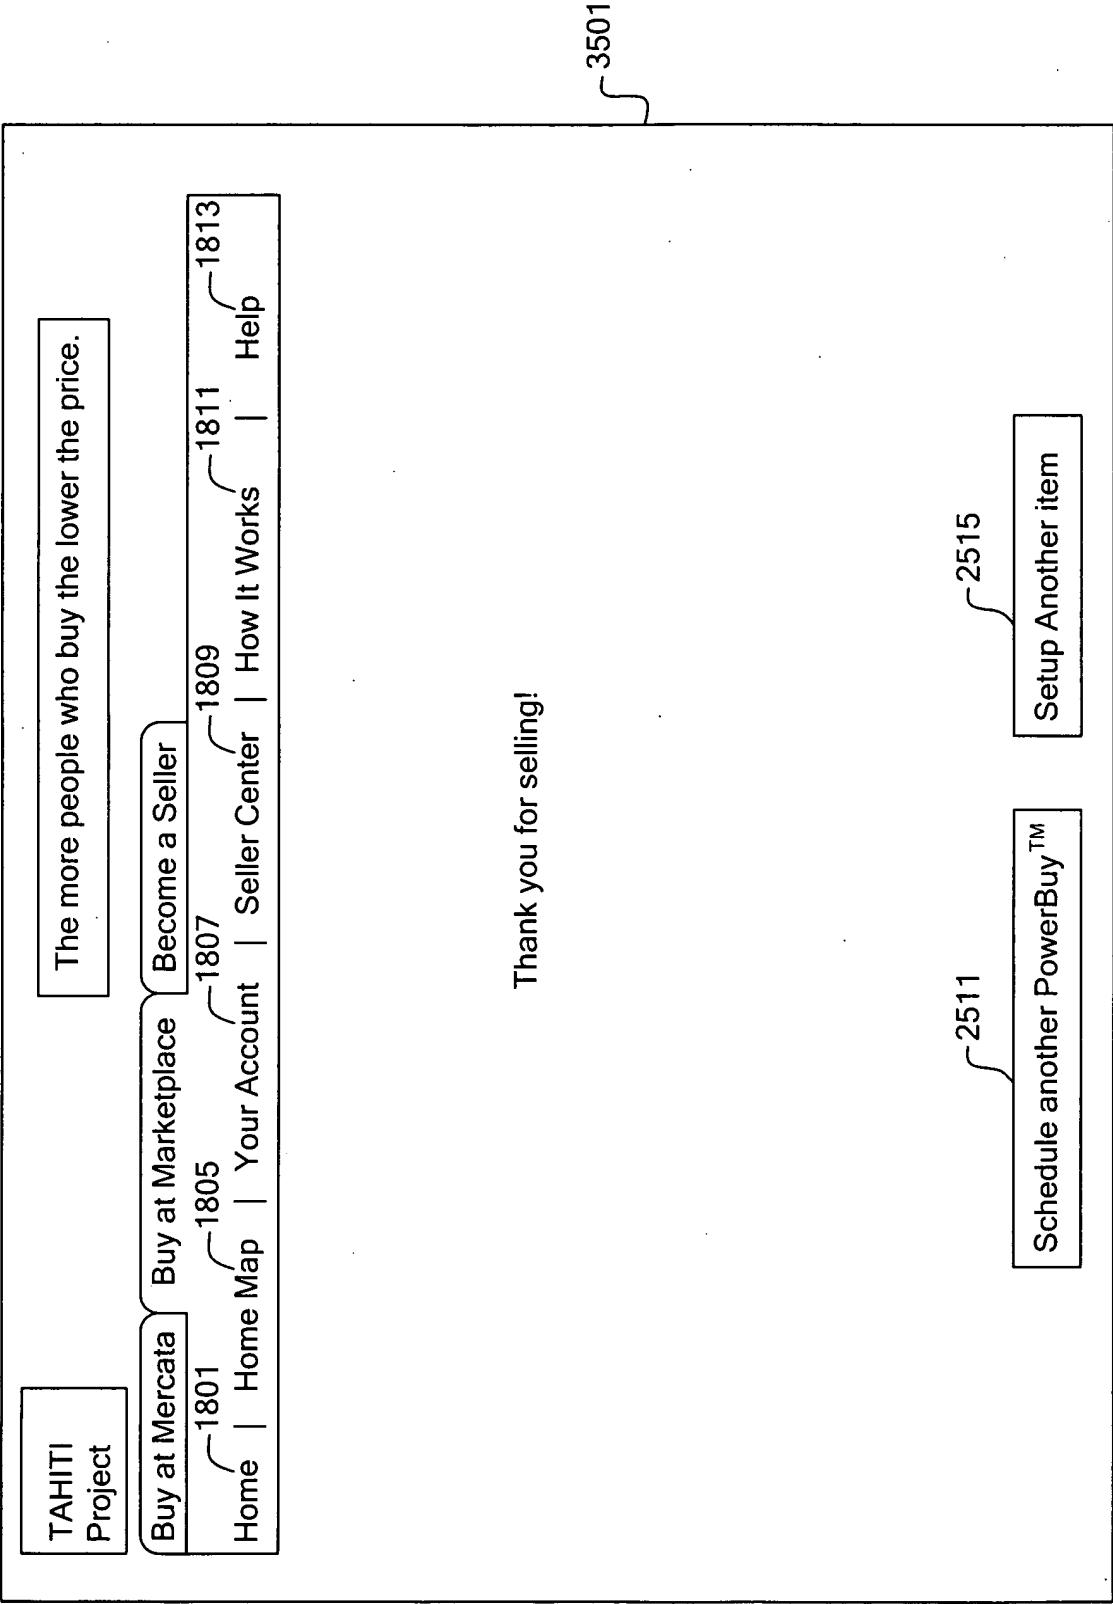 TAHITI
Project
The more people who buy the lower the price.
Buy at Mercata Buy at Marketplace Become a Seller
1801 1805 1807 1809 1811 1813
Home | Home Map | Your Account | Seller Center | How It Works | Help
3501
Thank you for selling!
2511 2515
Schedule another PowerBuy™ Setup Another item